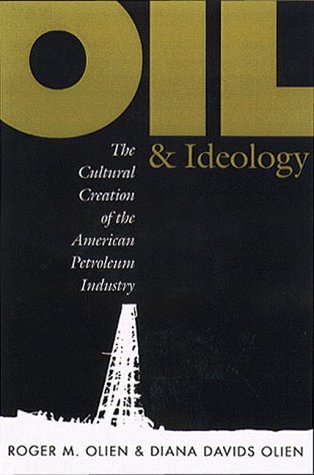 OIL
& Ideology
The
Cultural
Creation
of the
American
Petroleum
Industry
ROGER M. OLIEN & DIANA DAVIDS OLIEN